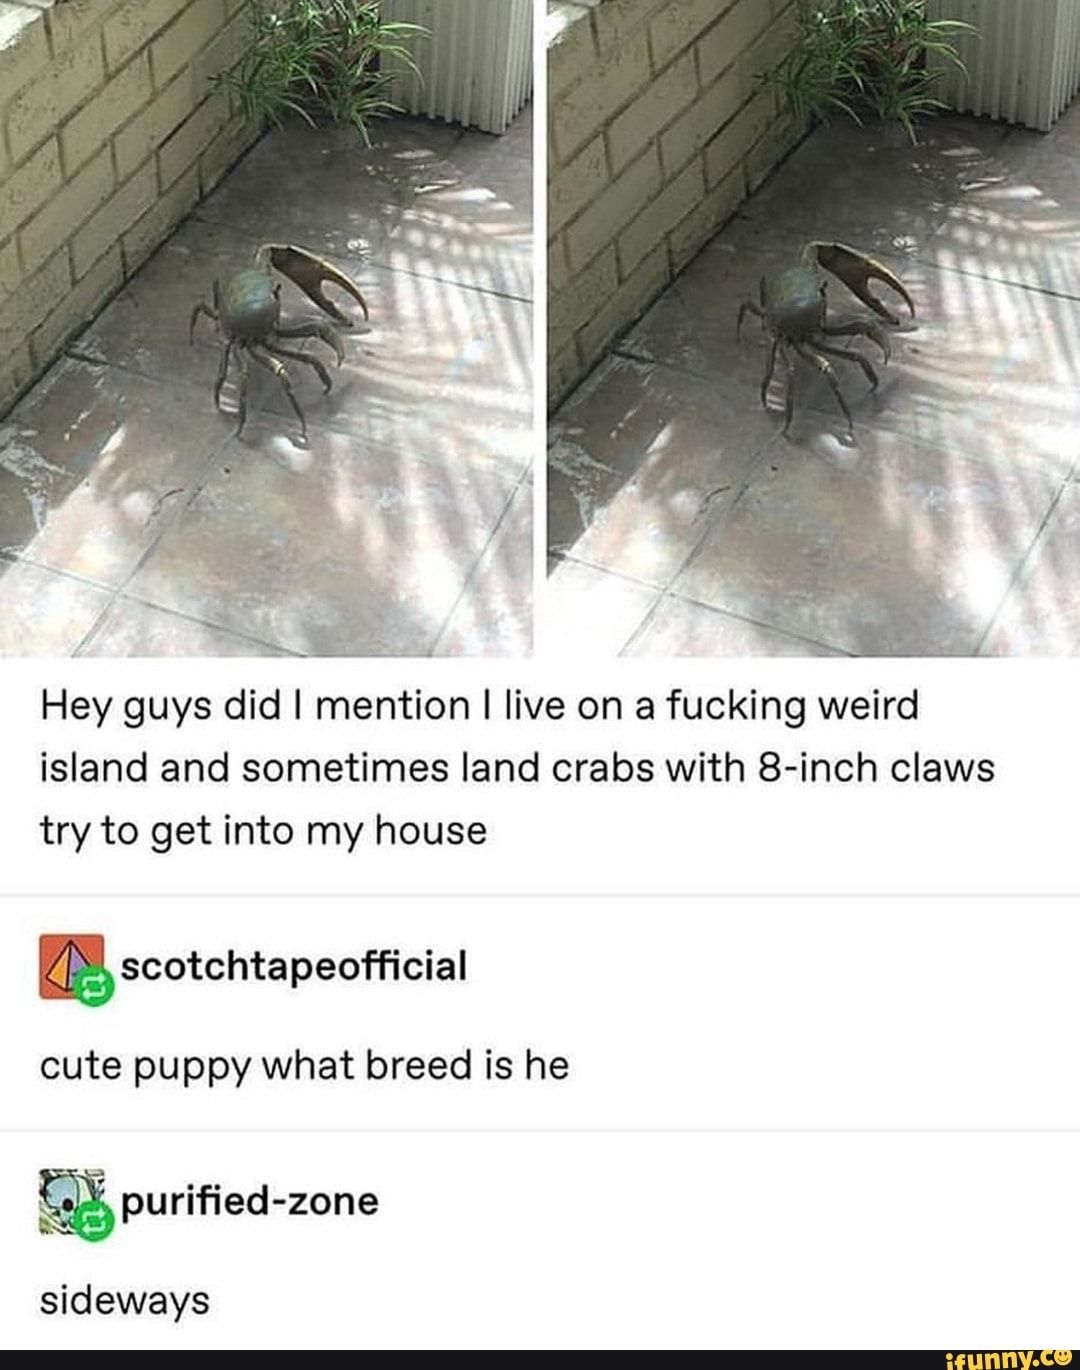 Hey guys did I mention I live on a fucking weird
island and sometimes land crabs with 8-inch claws
try to get into my house
scotchtapeofficial
cute puppy what breed is he
purified-zone
sideways
ifunny.co